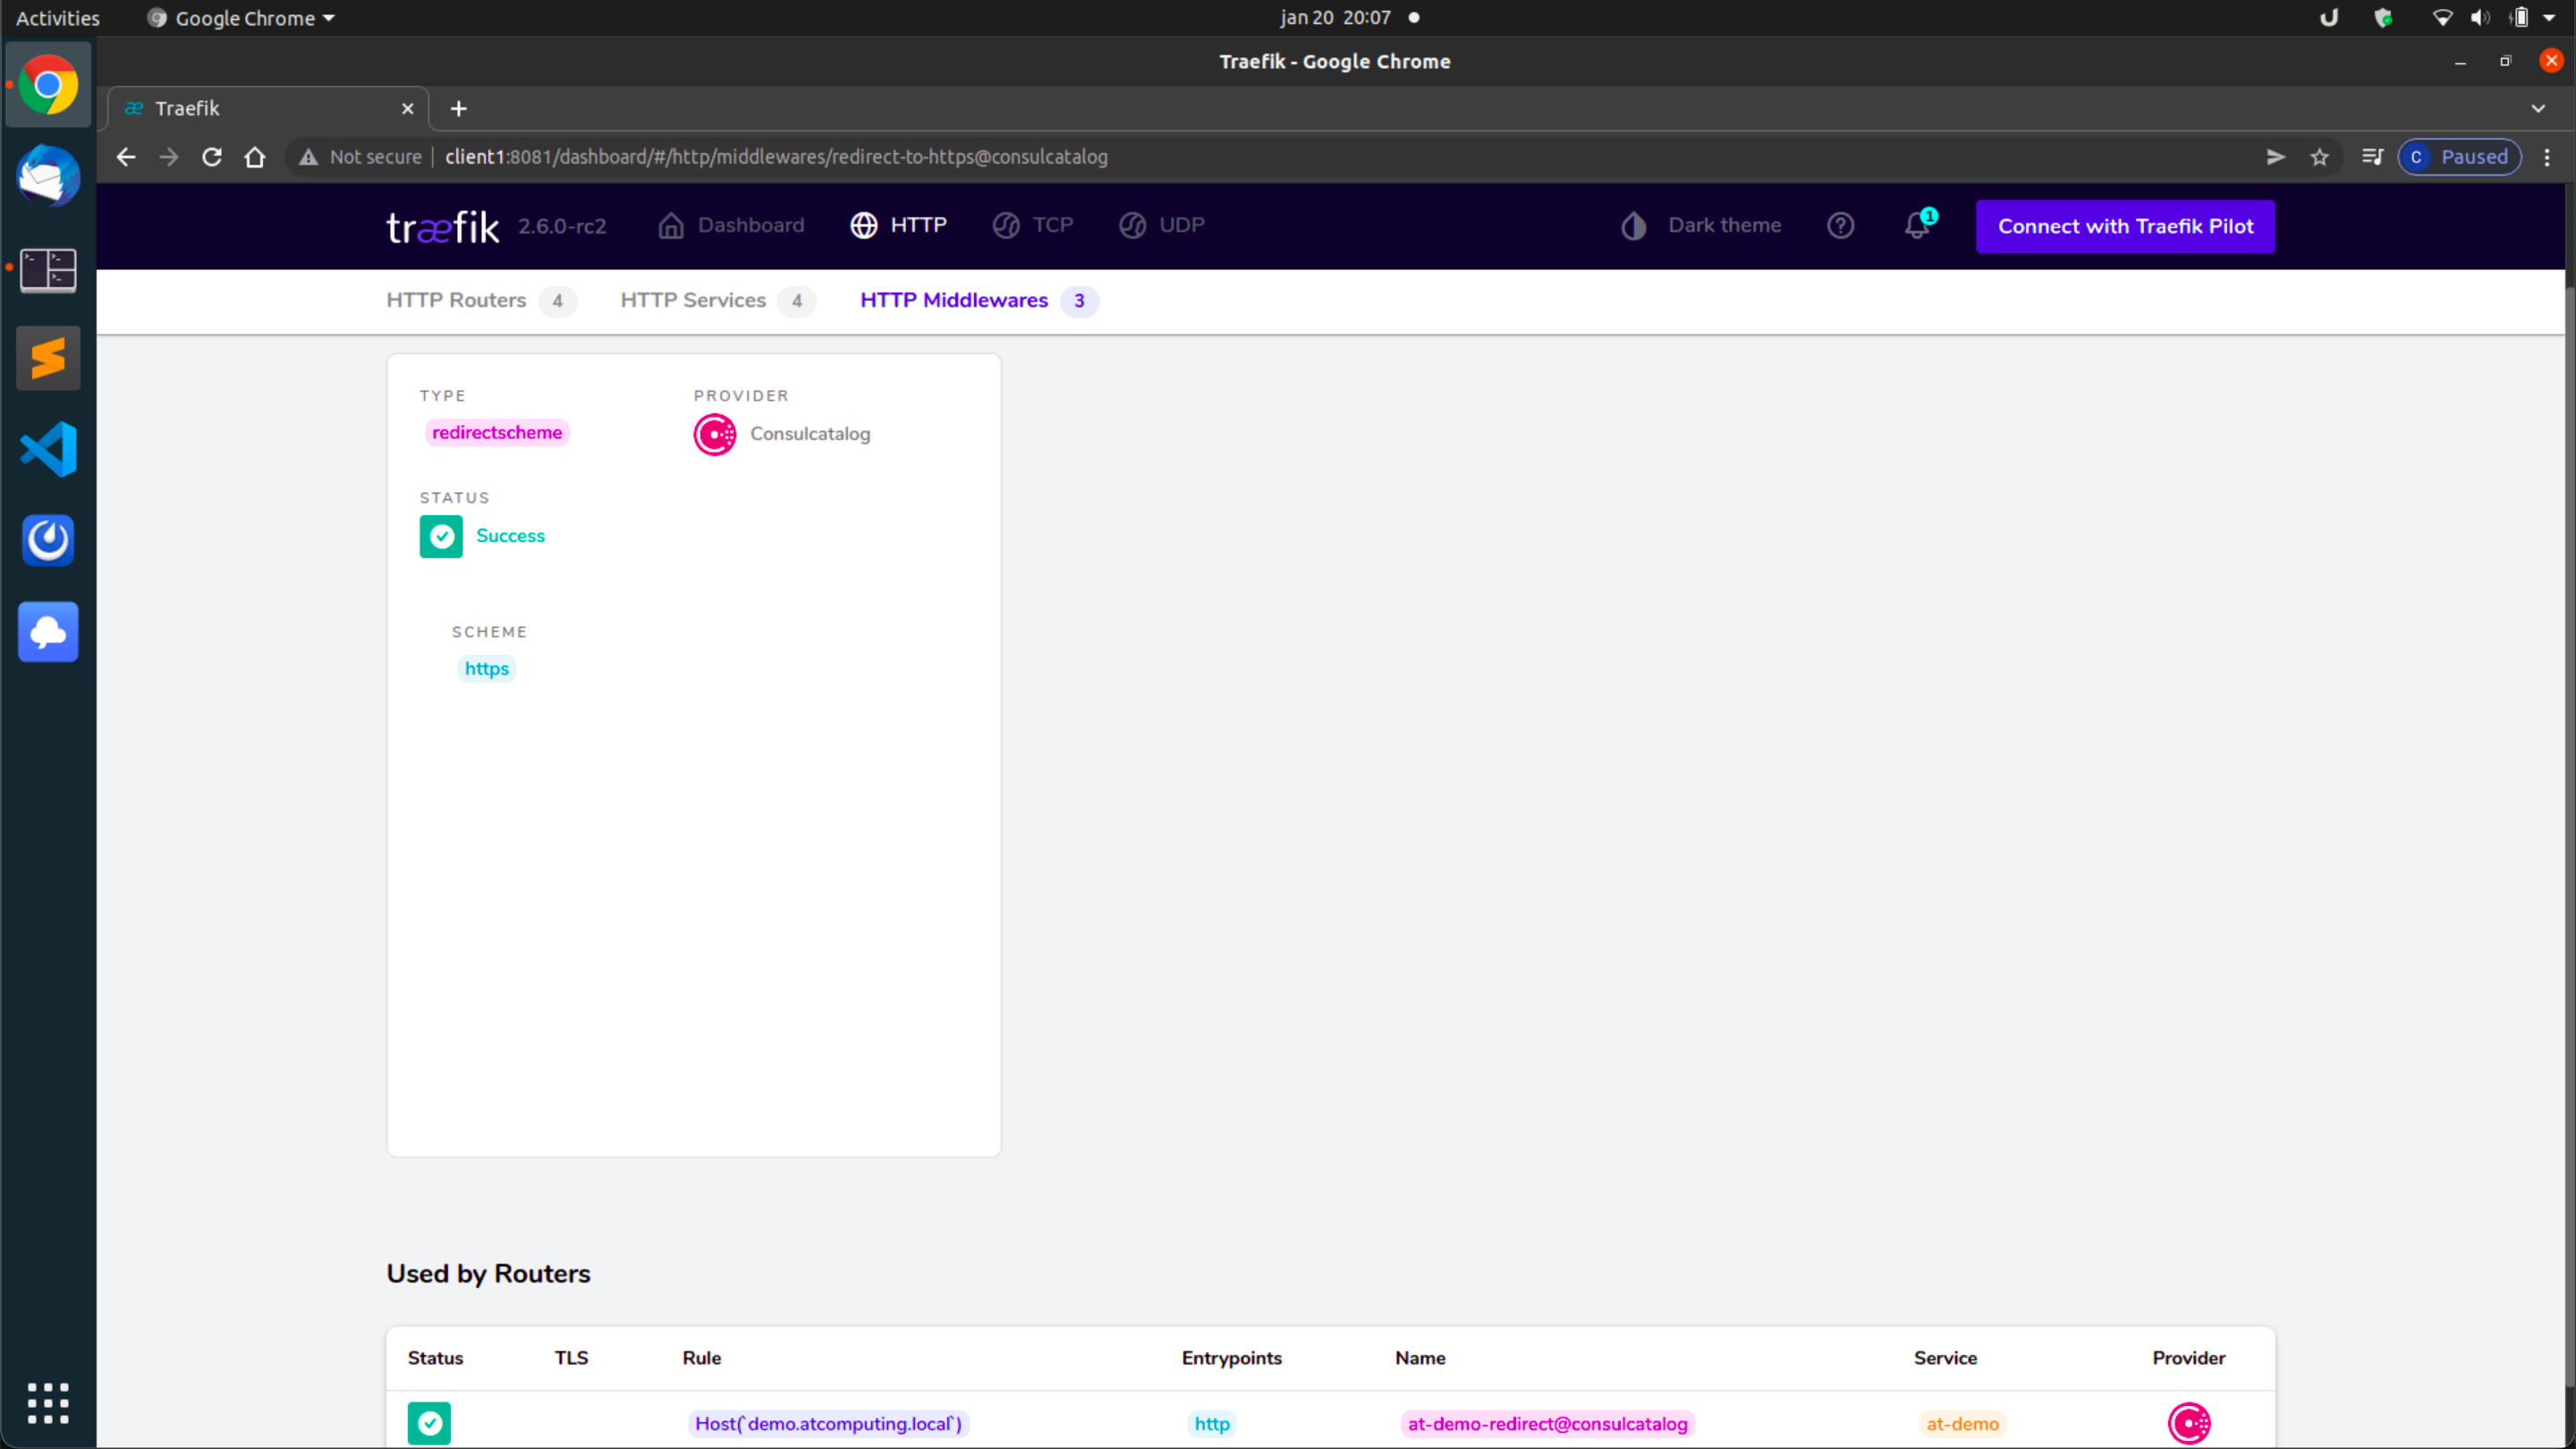 Activities Google Chrome jan 20 20:07
Traefik - Google Chrome
Traefik
Not secure client1:8081/dashboard/#/http/middlewares/redirect-to-https@consulcatalog C Paused
træfik 2.6.0-rc2 Dashboard HTTP TCP UDP Dark theme 1 Connect with Traefik Pilot
HTTP Routers 4 HTTP Services 4 HTTP Middlewares 3
TYPE PROVIDER
redirectscheme Consulcatalog
STATUS
Success
SCHEME
https
Used by Routers
Status TLS Rule Entrypoints Name Service Provider
Host(`demo.atcomputing.local`) http at-demo-redirect@consulcatalog at-demo